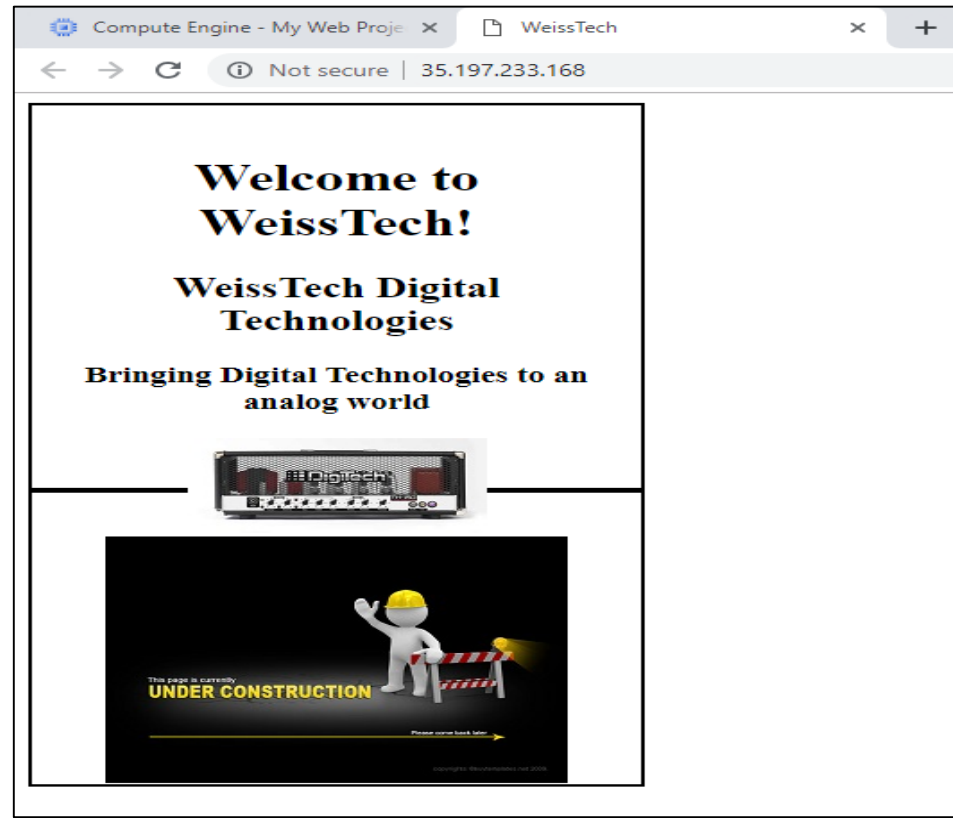 Compute Engine - My Web Proje
WeissTech
Not secure | 35.197.233.168
Welcome to
WeissTech!
WeissTech Digital
Technologies
Bringing Digital Technologies to an
analog world
DigiTech
This page is currently
UNDER CONSTRUCTION
Please come back later